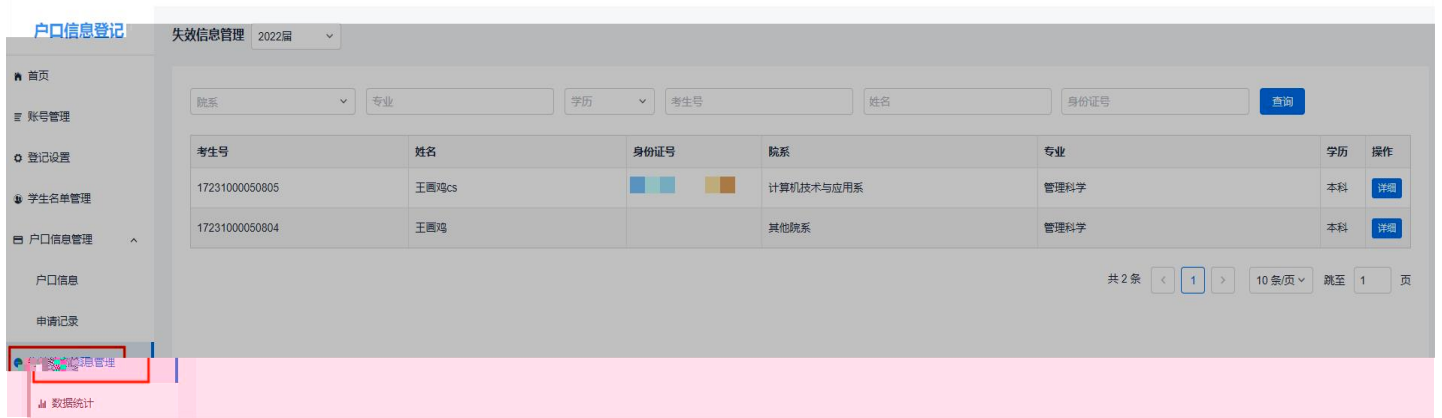 户口信息登记
失效信息管理 2022届
首页
账号管理
登记设置
学生名单管理
户口信息管理
户口信息
申请记录
息管理
数据统计
院系 专业 学历 考生号 姓名 身份证号 查询
考生号 姓名 身份证号 院系 专业 学历 操作
17231000050805 王画鸡cs 计算机技术与应用系 管理科学 本科 详细
17231000050804 王画鸡 其他院系 管理科学 本科 详细
共 2 条 < 1 > 10 条/页 跳至 1 页